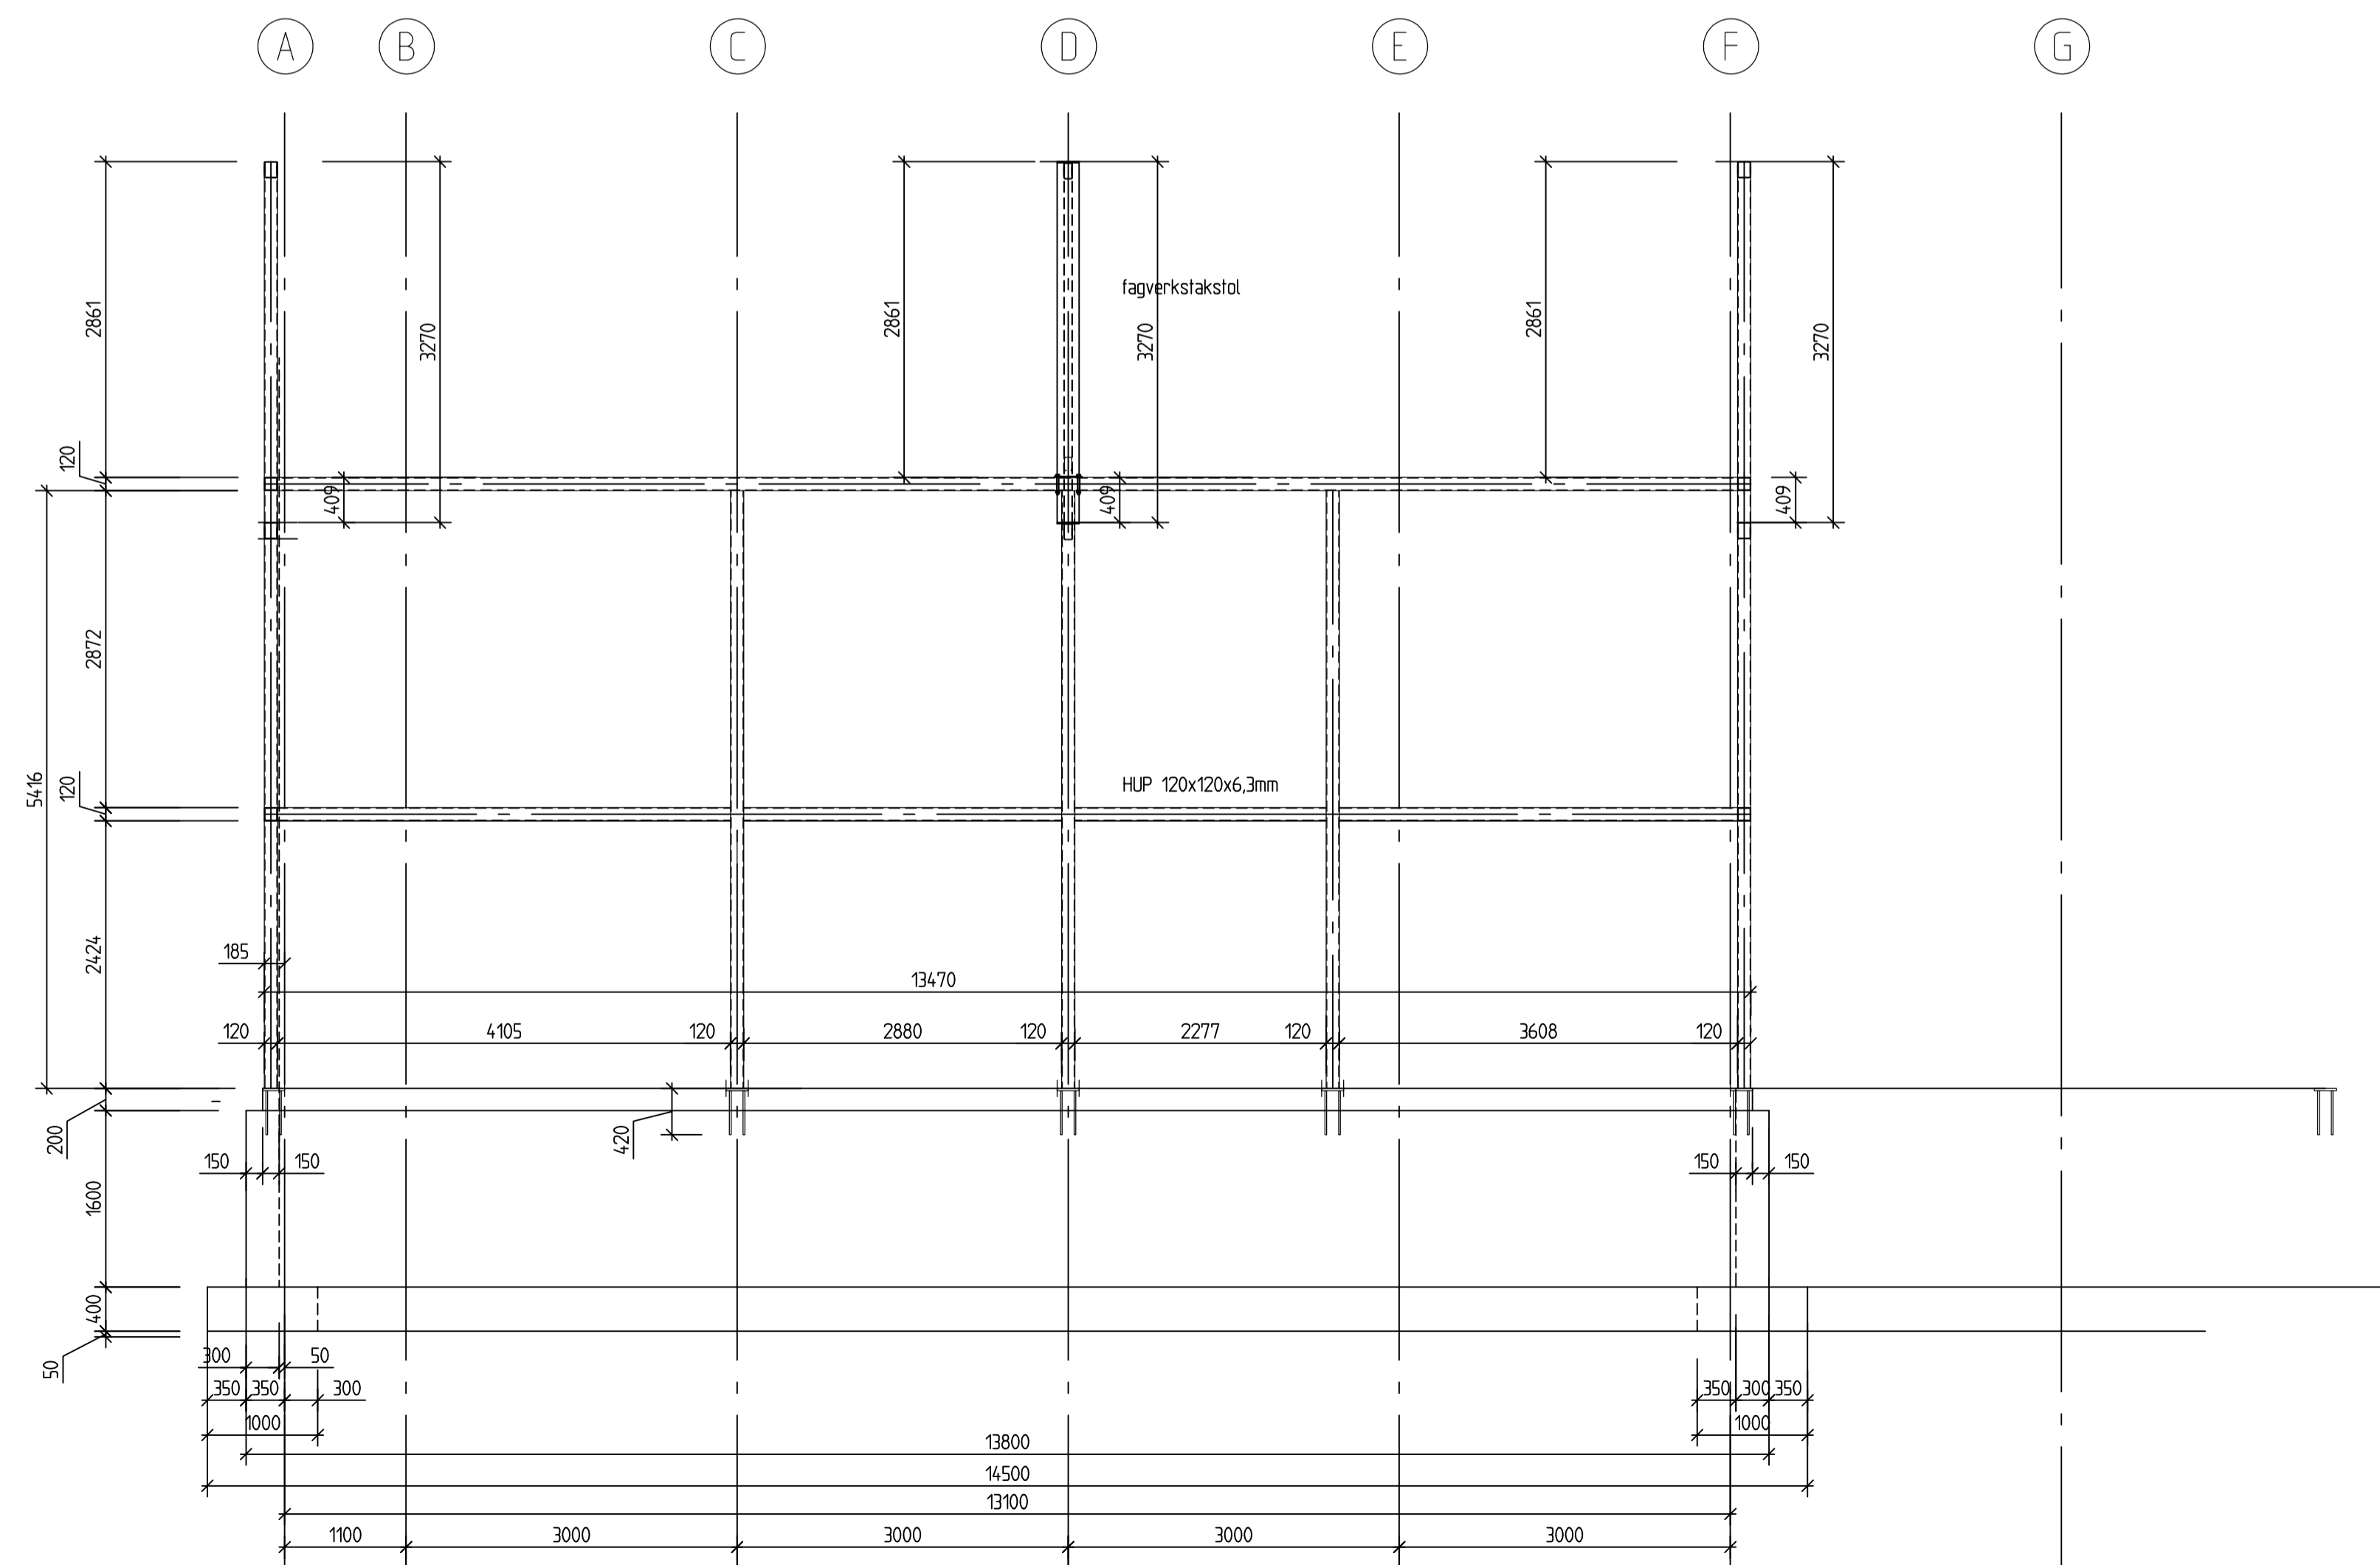 A B C D E F G
2861 3270 2861 3270 2861 3270
fagverkstakstol
120 409 409 409
2872
HUP 120x120x6,3mm
5416 120
2424
185
13470
120 4105 120 2880 120 2277 120 3608 120
200 420
150 150 150 150
1600
400
50
300 50
350 350 300 350 300 350
1000 1000
13800
14500
13100
1100 3000 3000 3000 3000